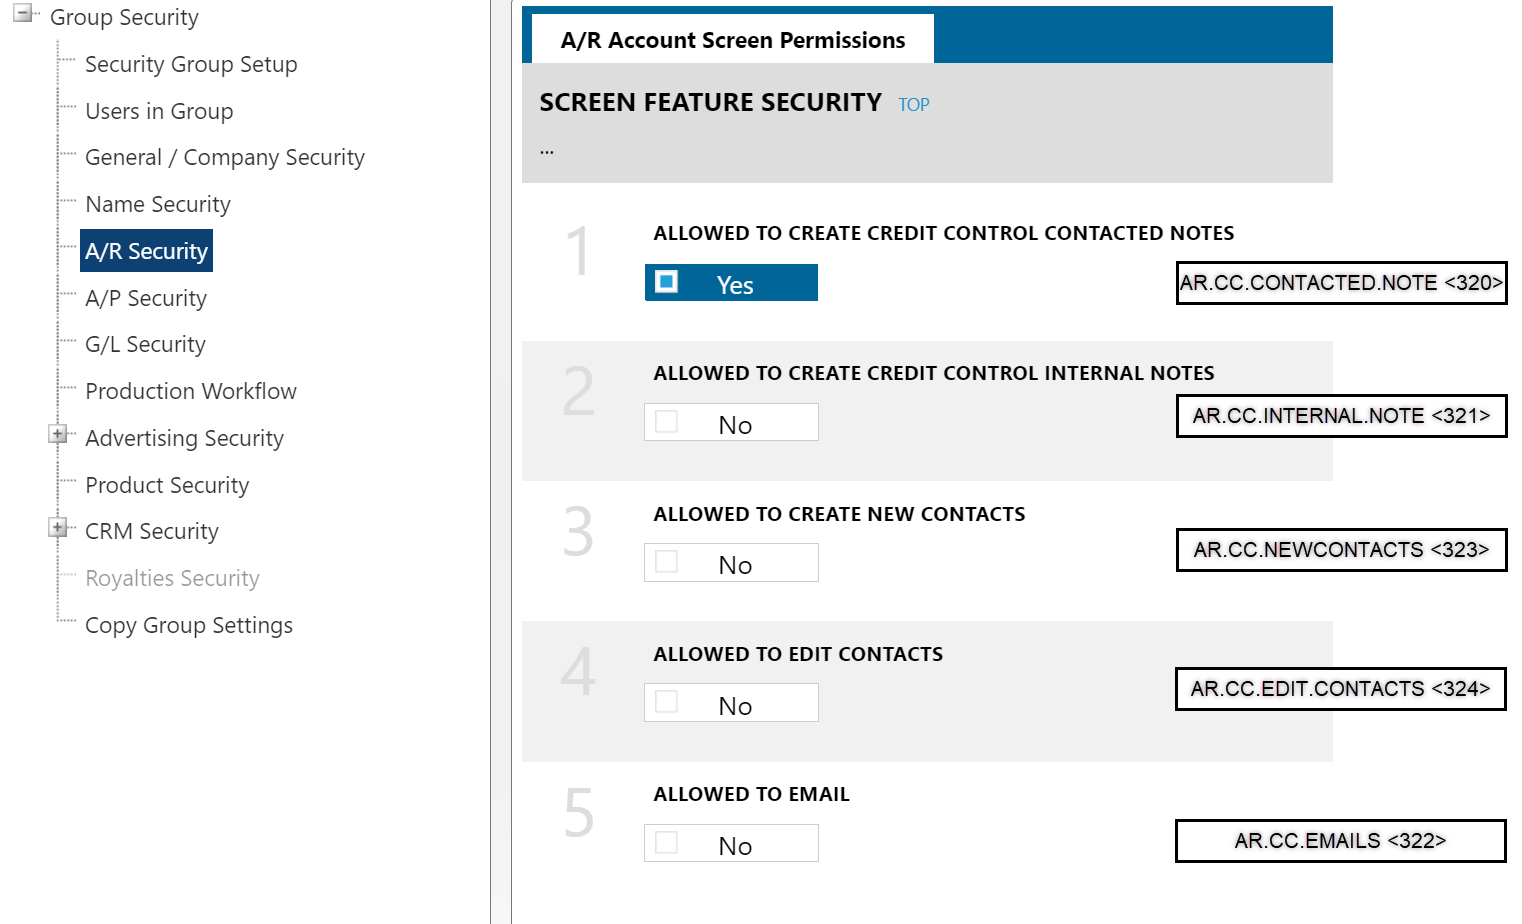 Group Security
Security Group Setup
Users in Group
General / Company Security
Name Security
A/R Security
A/P Security
G/L Security
Production Workflow
Advertising Security
Product Security
CRM Security
Royalties Security
Copy Group Settings
A/R Account Screen Permissions
SCREEN FEATURE SECURITY TOP
...
1 ALLOWED TO CREATE CREDIT CONTROL CONTACTED NOTES
Yes
AR.CC.CONTACTED.NOTE <320>
2 ALLOWED TO CREATE CREDIT CONTROL INTERNAL NOTES
No
AR.CC.INTERNAL.NOTE <321>
3 ALLOWED TO CREATE NEW CONTACTS
No
AR.CC.NEWCONTACTS <323>
4 ALLOWED TO EDIT CONTACTS
No
AR.CC.EDIT.CONTACTS <324>
5 ALLOWED TO EMAIL
No
AR.CC.EMAILS <322>